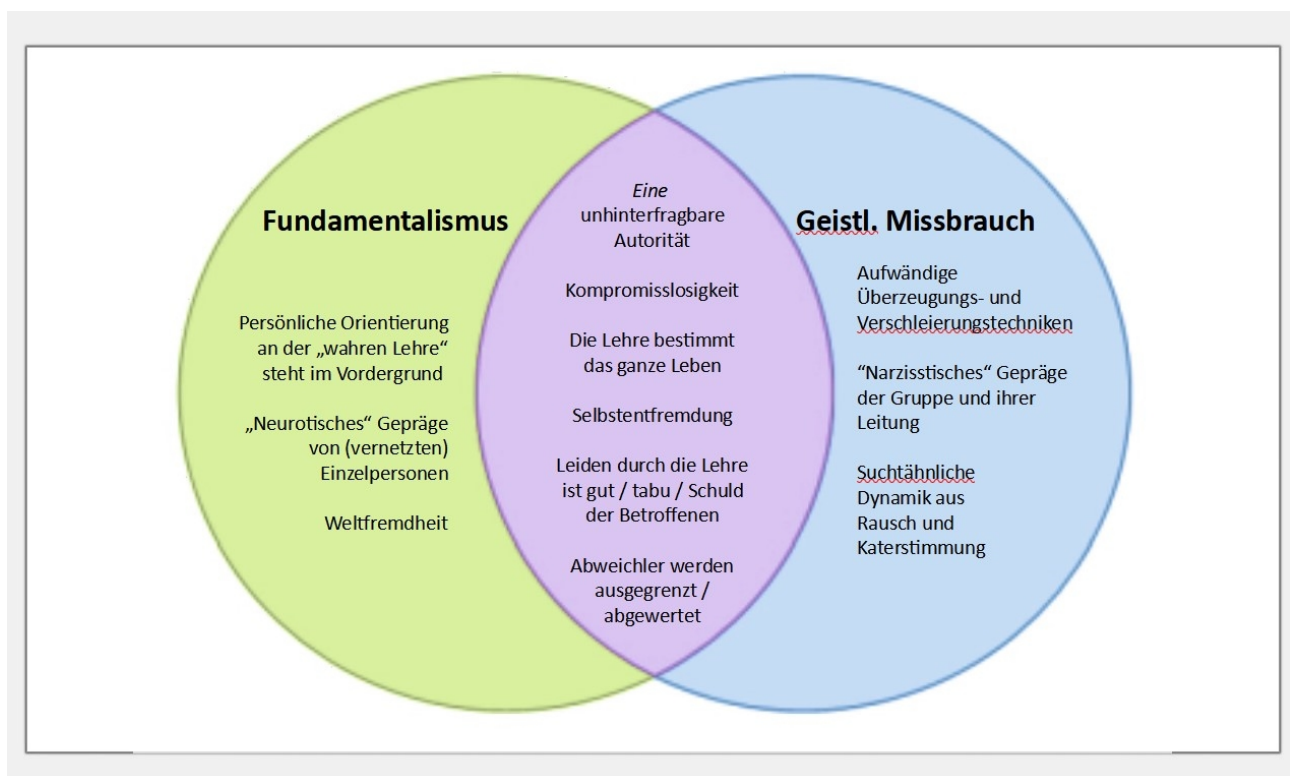 Fundamentalismus
Persönliche Orientierung
an der „wahren Lehre“
steht im Vordergrund
„Neurotisches“ Gepräge
von (vernetzten)
Einzelpersonen
Weltfremdheit
Eine
unhinterfragbare
Autorität
Kompromisslosigkeit
Die Lehre bestimmt
das ganze Leben
Selbstentfremdung
Leiden durch die Lehre
ist gut / tabu / Schuld
der Betroffenen
Abweichler werden
ausgegrenzt /
abgewertet
Geistl. Missbrauch
Aufwändige
Überzeugungs- und
Verschleierungstechniken
“Narzisstisches“ Gepräge
der Gruppe und ihrer
Leitung
Suchtähnliche
Dynamik aus
Rausch und
Katerstimmung